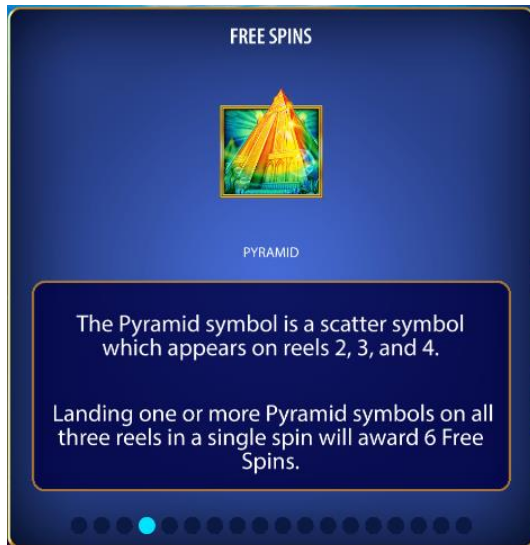 FREE SPINS
PYRAMID
The Pyramid symbol is a scatter symbol
which appears on reels 2, 3, and 4.
Landing one or more Pyramid symbols on all
three reels in a single spin will award 6 Free
Spins.